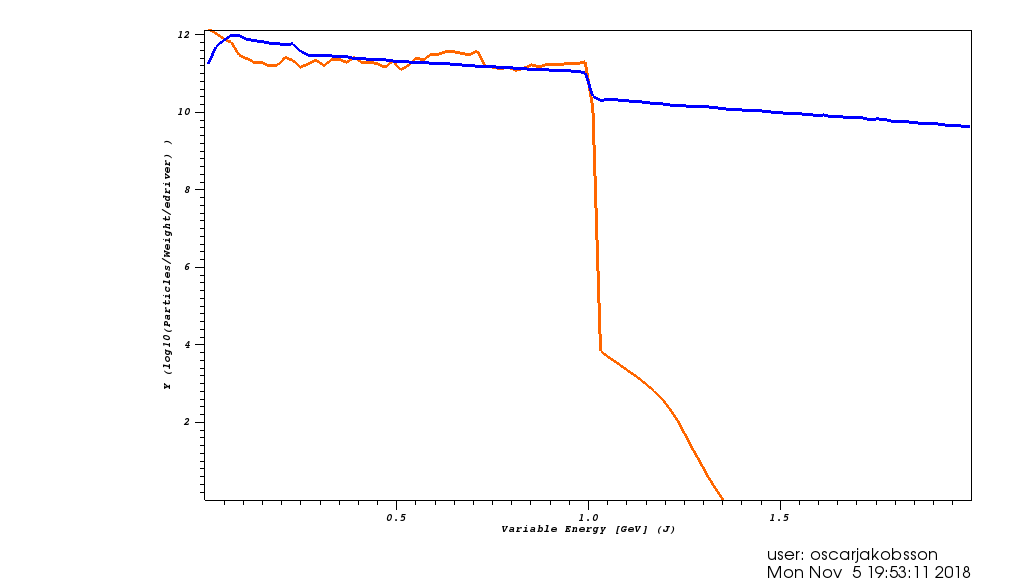 12
10
8
6
4
2
Y (log10(Particles/Weight/edriver) )
0.5 1.0 1.5
Variable Energy [GeV] (J)
user: oscarjakobsson
Mon Nov 5 19:53:11 2018